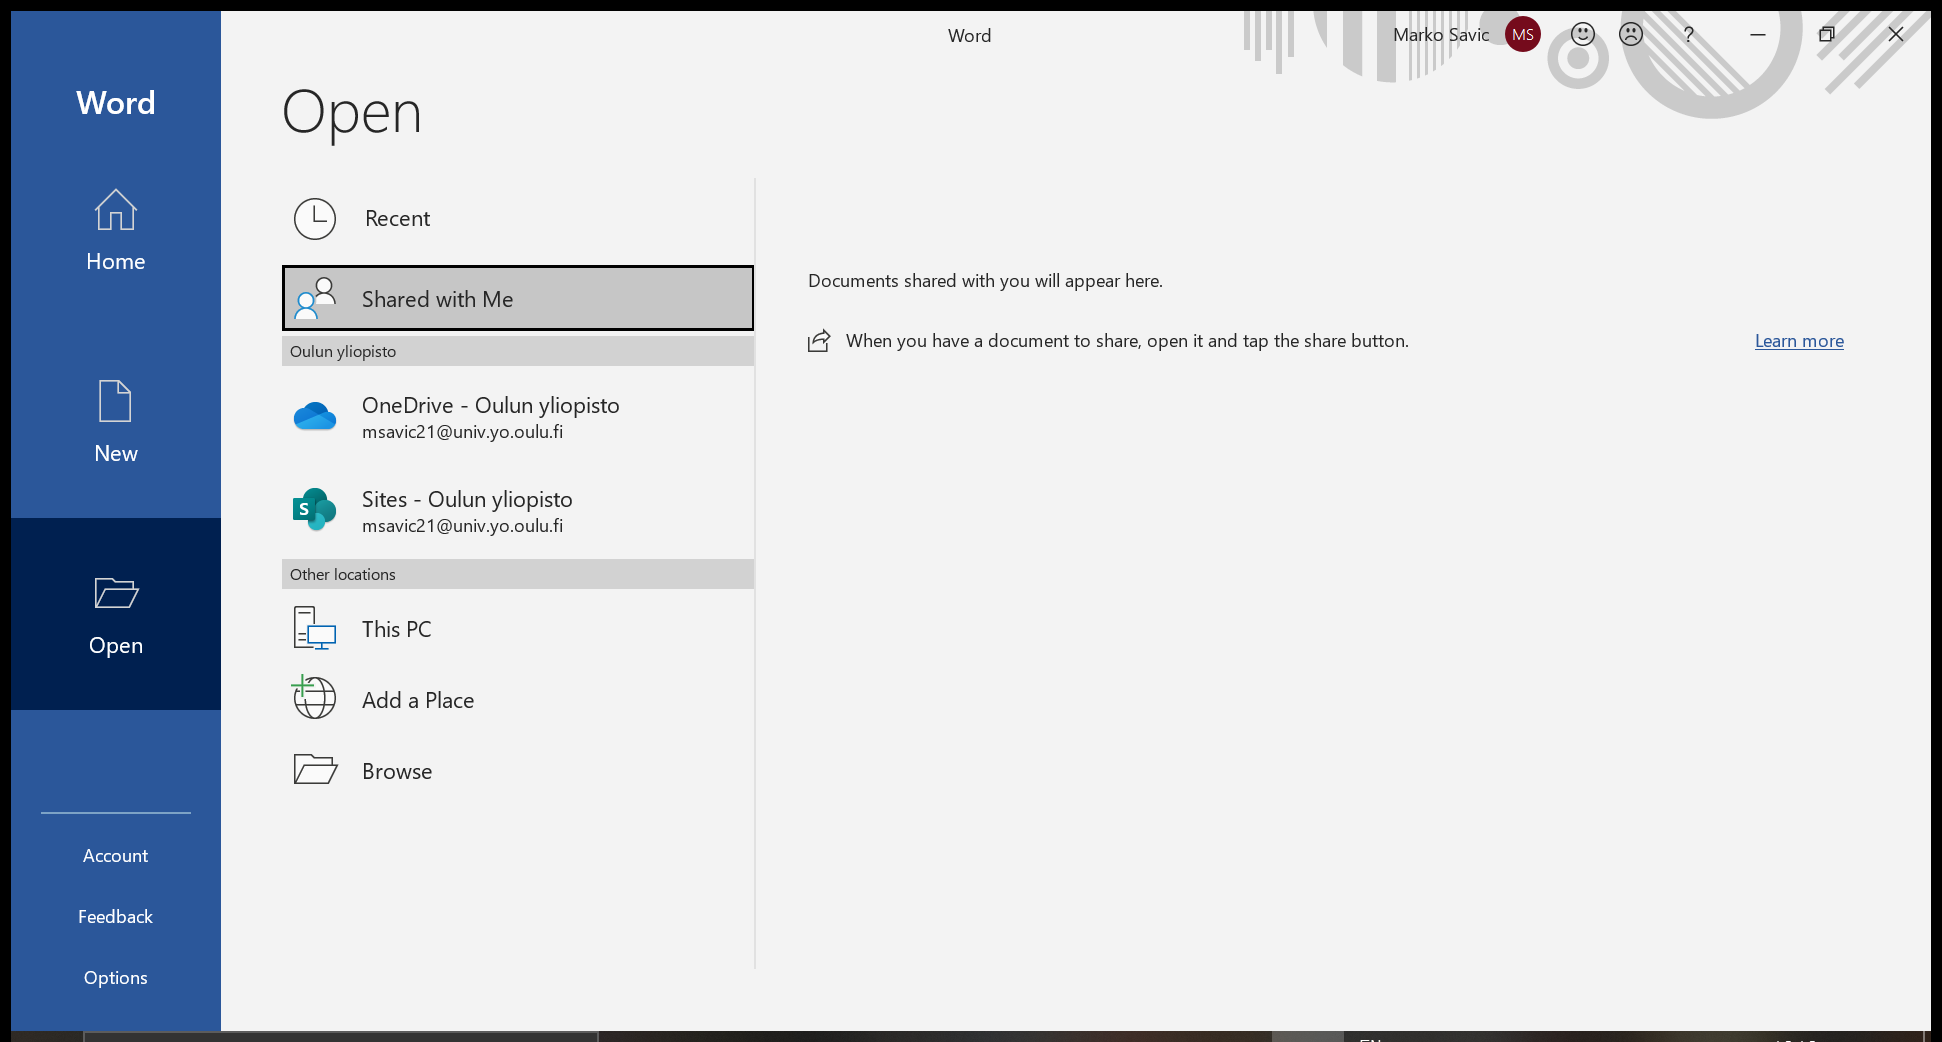 Word
Marko Savic
MS
?
Word
Home
New
Open
Account
Feedback
Options
Open
Recent
Shared with Me
Oulun yliopisto
OneDrive - Oulun yliopisto
msavic21@univ.yo.oulu.fi
S
Sites - Oulun yliopisto
msavic21@univ.yo.oulu.fi
Other locations
This PC
Add a Place
Browse
Documents shared with you will appear here.
When you have a document to share, open it and tap the share button.
Learn more